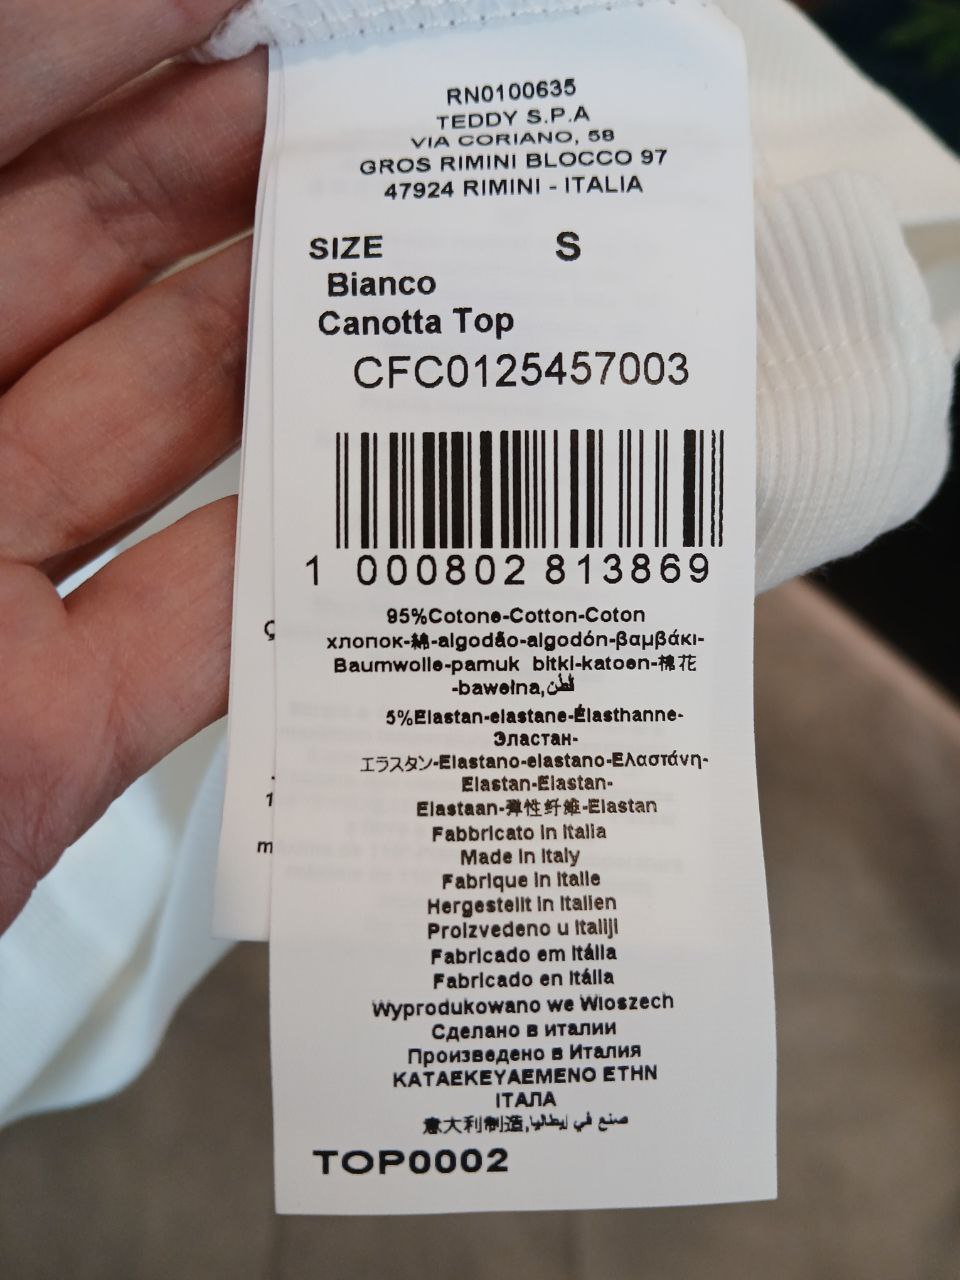 RN0100635
TEDDY S.P.A
VIA CORIANO, 58
GROS RIMINI BLOCCO 97
47924 RIMINI - ITALIA
SIZE S
Bianco
Canotta Top
CFC0125457003
1 000802 813869
95%Cotone-Cotton-Coton
хлопок-綿-algodão-algodón-βαμβάκι-
Baumwolle-pamuk bitki-katoen-棉花
-bawełna,قطن
5%Elastan-elastane-Élasthanne-
Эластан-
エラスタン-Elastano-elastano-Ελαστάνη-
Elastan-Elastan-
Elastaan-弹性纤维-Elastan
Fabbricato in Italia
Made in Italy
Fabrique in Italie
Hergestellt in Italien
Proizvedeno u Italiji
Fabricado em Itália
Fabricado en Itália
Wyprodukowano we Wloszech
Сделано в италии
Произведено в Италия
ΚΑΤΑΕΚΕΥΑΕΜΕΝΟ ΕΤΗΝ
ΙΤΑΛΙΑ
意大利制造,صنع في إيطاليا
TOP0002